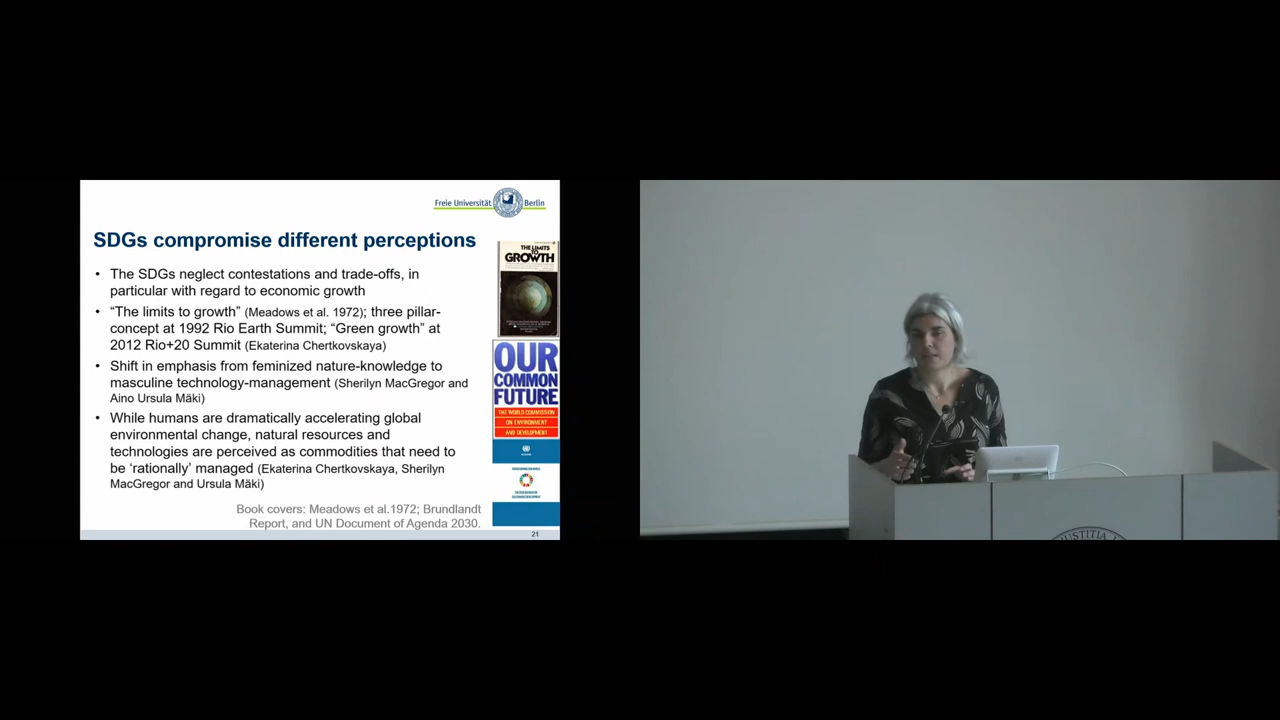 Freie Universität Berlin
SDGs compromise different perceptions
• The SDGs neglect contestations and trade-offs, in
particular with regard to economic growth
• “The limits to growth” (Meadows et al. 1972); three pillar-
concept at 1992 Rio Earth Summit; “Green growth” at
2012 Rio+20 Summit (Ekaterina Chertkovskaya)
• Shift in emphasis from feminized nature-knowledge to
masculine technology-management (Sherilyn MacGregor and
Aino Ursula Mäki)
• While humans are dramatically accelerating global
environmental change, natural resources and
technologies are perceived as commodities that need to
be ‘rationally’ managed (Ekaterina Chertkovskaya, Sherilyn
MacGregor and Ursula Mäki)
Book covers: Meadows et al.1972; Brundlandt
Report, and UN Document of Agenda 2030.
21
THE LIMITS
TO
GROWTH
OUR
COMMON
FUTURE
THE WORLD COMMISSION
ON ENVIRONMENT
AND DEVELOPMENT
JUSTITIA